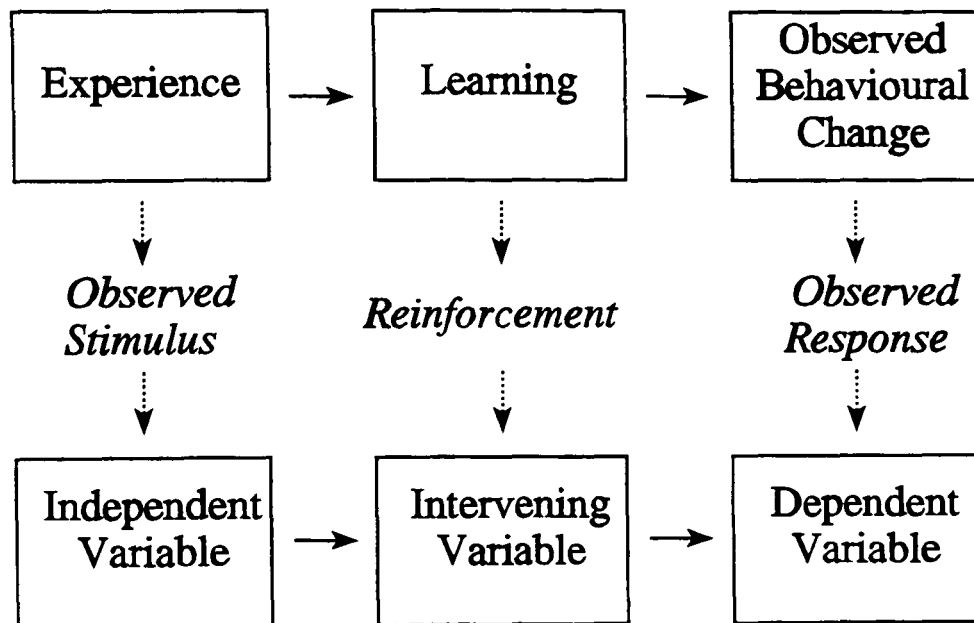 Experience
Learning
Observed
Behavioural
Change
Observed
Stimulus
Reinforcement
Observed
Response
Independent
Variable
Intervening
Variable
Dependent
Variable